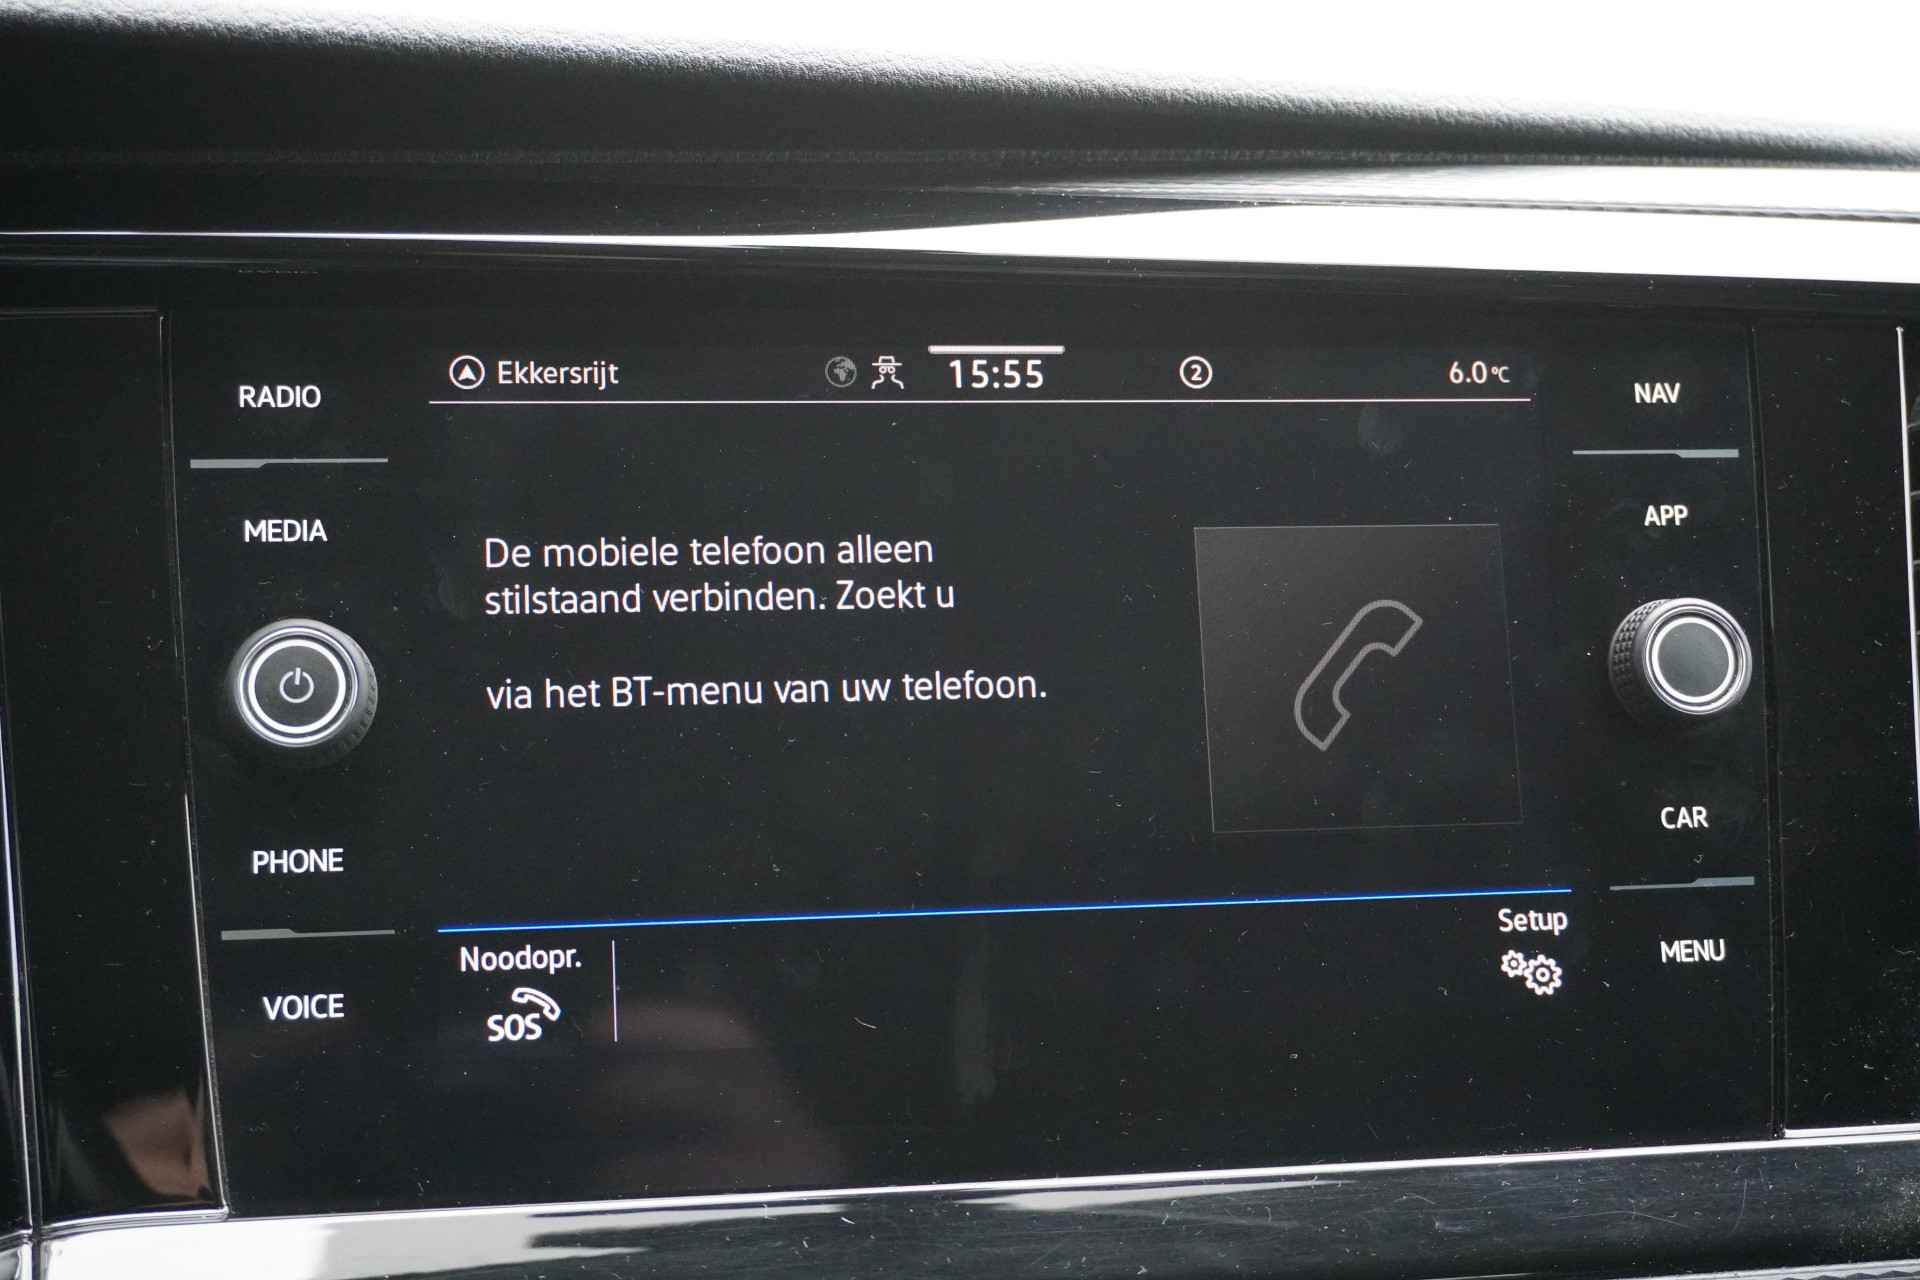 Ekkersrijt 15:55 2 6.0°C
RADIO
MEDIA
PHONE
VOICE
De mobiele telefoon alleen
stilstaand verbinden. Zoekt u
via het BT-menu van uw telefoon.
Noodopr.
SOS
Setup
NAV
APP
CAR
MENU